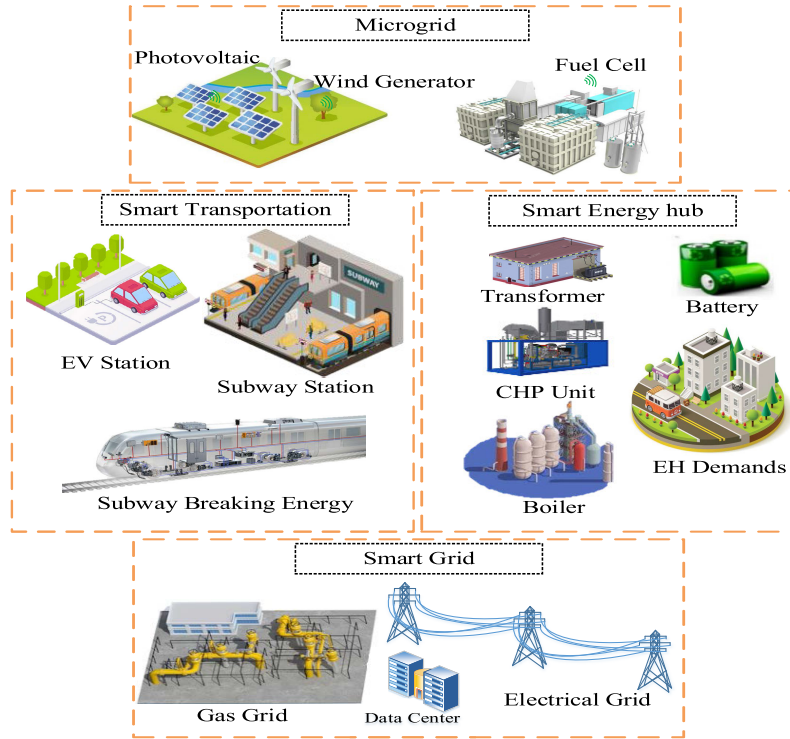 Microgrid
Photovoltaic
Wind Generator
Fuel Cell
Smart Transportation
EV Station
SUBWAY
Subway Station
Subway Breaking Energy
Smart Energy hub
Transformer
Battery
CHP Unit
EH Demands
Boiler
Smart Grid
Gas Grid
Data Center
Electrical Grid